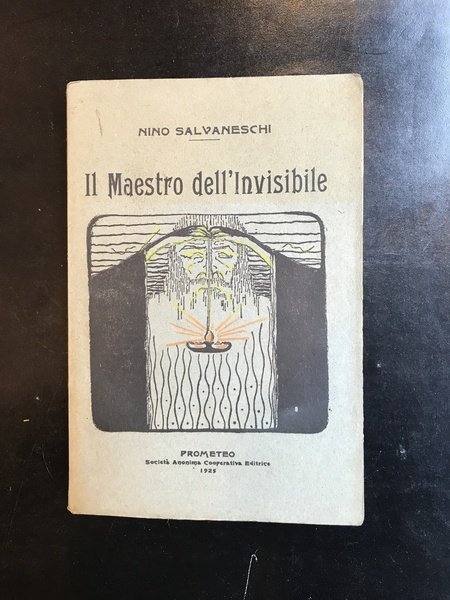 NINO SALVANESCHI
Il Maestro dell'Invisibile
PROMETEO
Società Anonima Cooperativa Editrice
1925